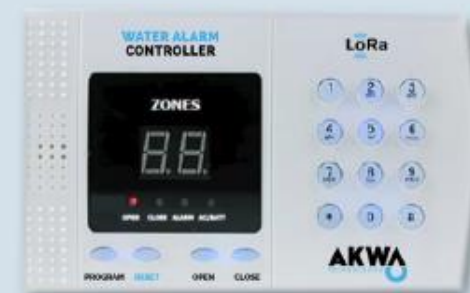 WATER ALARM
CONTROLLER
LoRa
ZONES
88
OPEN CLOSE ALARM AC/BATT
PROGRAM RESET OPEN CLOSE
1 2 3
4 5 6
7 8 9
* 0 #
AKWA